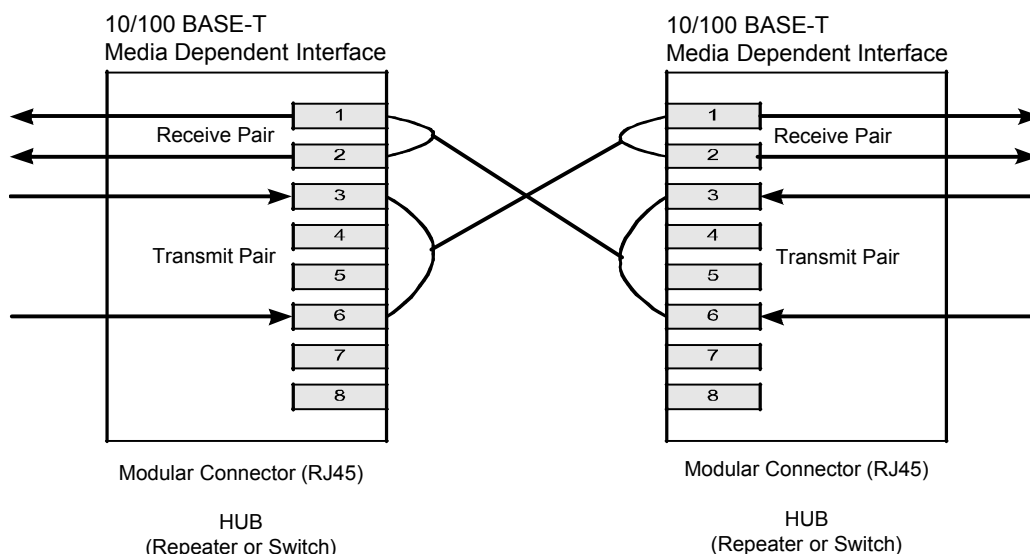 10/100 BASE-T
Media Dependent Interface
1
Receive Pair
2
3
4
Transmit Pair
5
6
7
8
Modular Connector (RJ45)
HUB
(Repeater or Switch)
10/100 BASE-T
Media Dependent Interface
1
Receive Pair
2
3
4
Transmit Pair
5
6
7
8
Modular Connector (RJ45)
HUB
(Repeater or Switch)